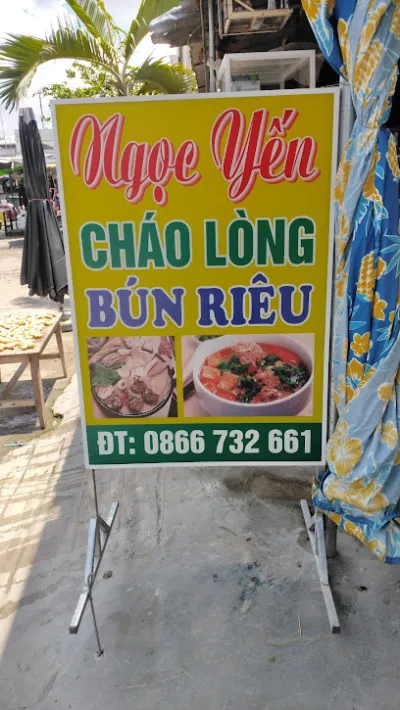 Ngọc Yến
CHÁO LÒNG
BÚN RIÊU
ĐT: 0866 732 661